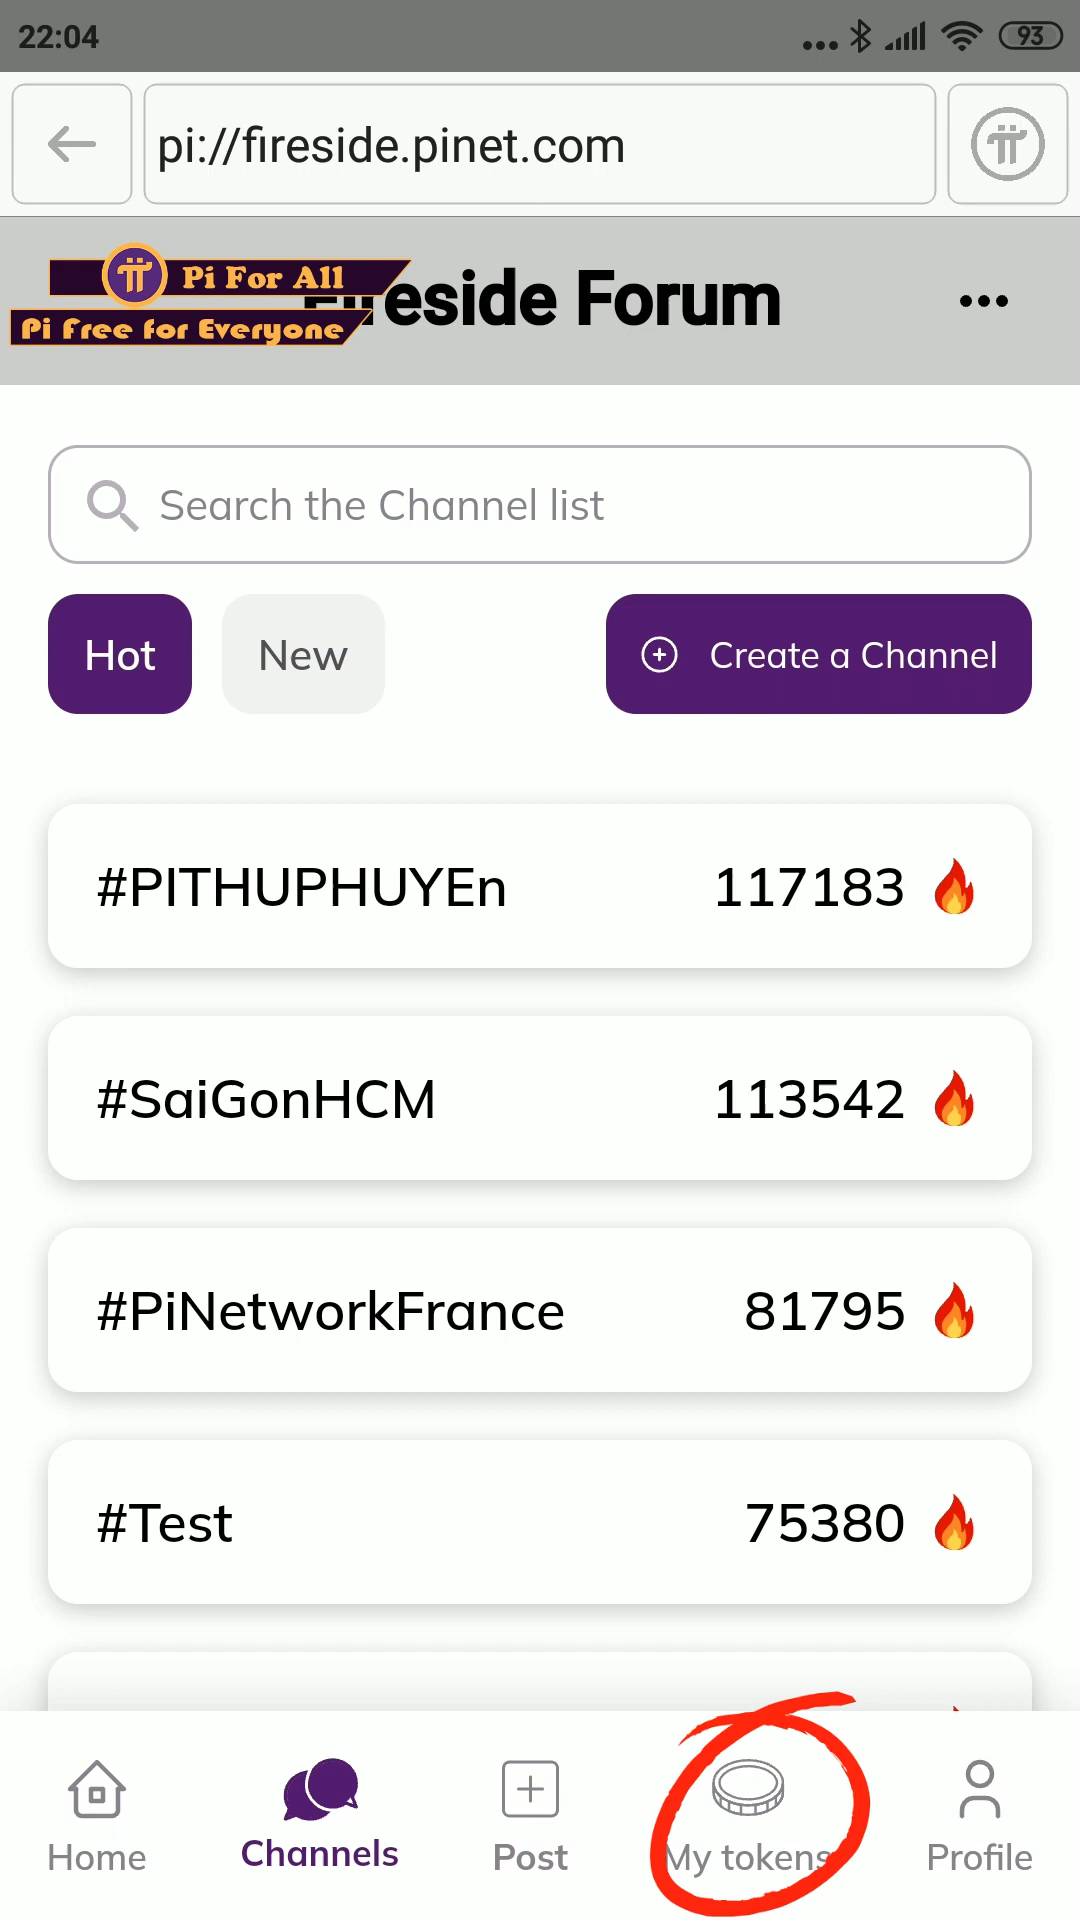 22:04
93
pi://fireside.pinet.com
Pi For All
Pi Free for Everyone
Fireside Forum
Search the Channel list
Hot
New
Create a Channel
#PITHUPHUYEn 117183
#SaiGonHCM 113542
#PiNetworkFrance 81795
#Test 75380
Home
Channels
Post
My tokens
Profile